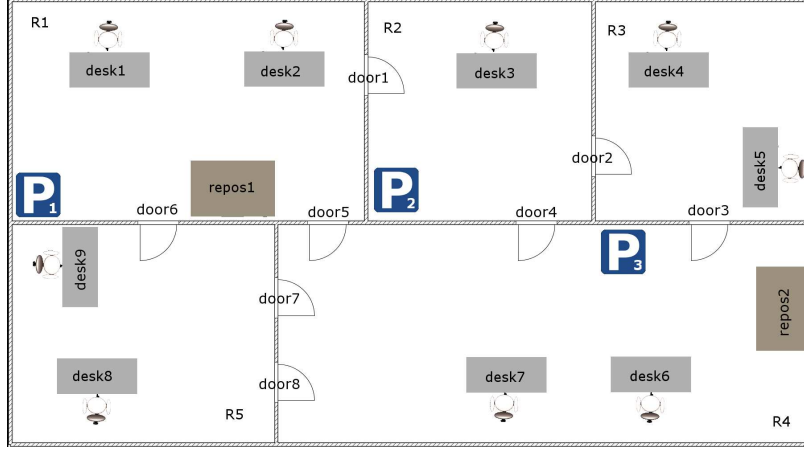 R1
R2
R3
desk1
desk2
door1
desk3
desk4
door2
desk5
P1
repos1
P2
door6
door5
door4
door3
desk9
P3
door7
repos2
desk8
door8
desk7
desk6
R5
R4